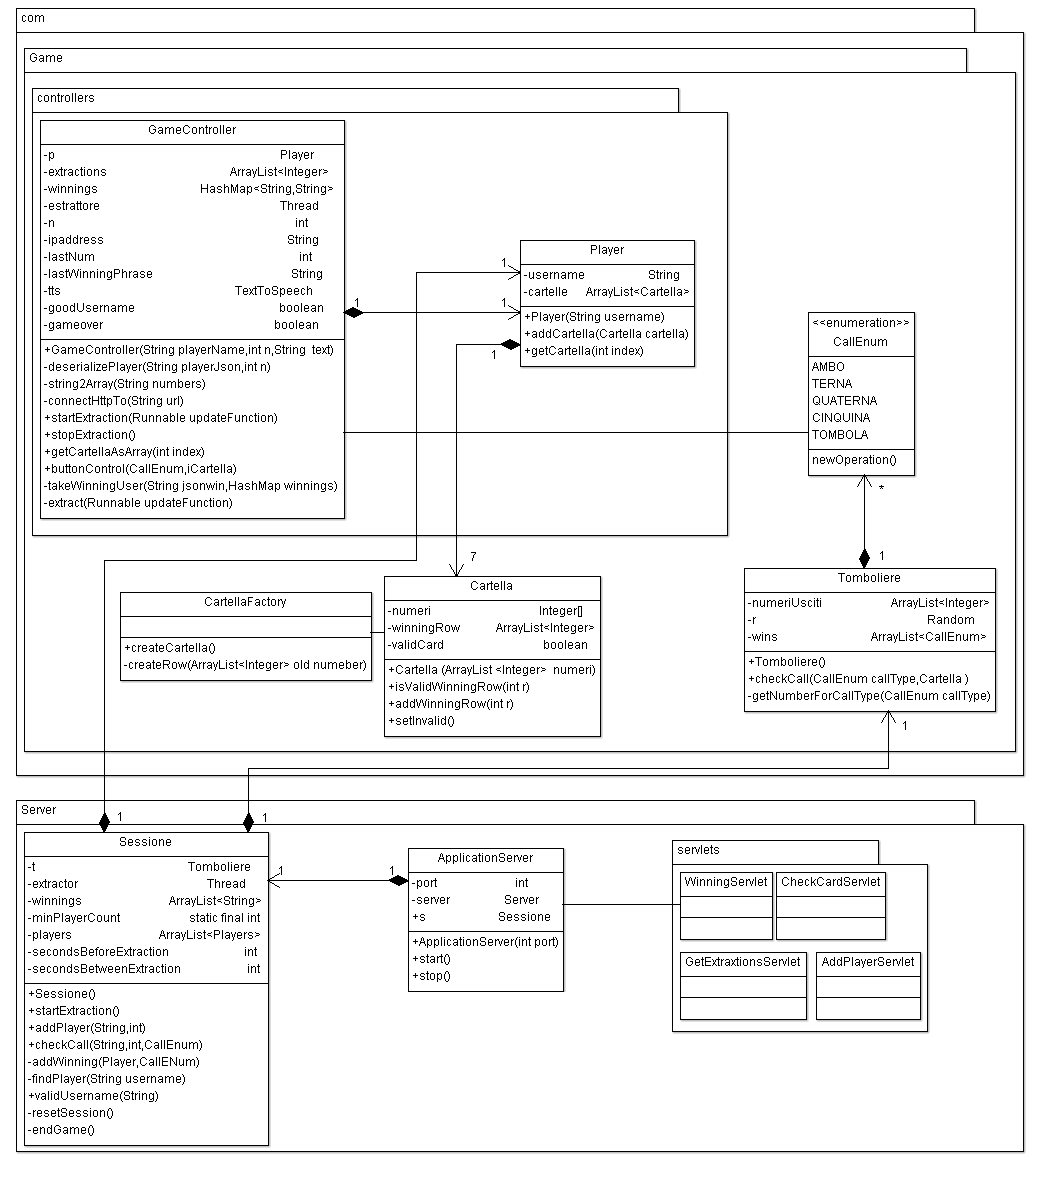 com
Game
controllers
GameController
-p Player
-extractions ArrayList<Integer>
-winnings HashMap<String,String>
-estrattore Thread
-n int
-ipaddress String
-lastNum int
-lastWinningPhrase String
-tts TextToSpeech
-goodUsername boolean
-gameover boolean
+GameController(String playerName,int n,String text)
-deserializePlayer(String playerJson,int n)
-string2Array(String numbers)
-connectHttpTo(String url)
+startExtraction(Runnable updateFunction)
+stopExtraction()
+getCartellaAsArray(int index)
+buttonControl(CallEnum,iCartella)
-takeWinningUser(String jsonwin,HashMap winnings)
-extract(Runnable updateFunction)
1
1
1
Player
-username String
-cartelle ArrayList<Cartella>
+Player(String username)
+addCartella(Cartella cartella)
+getCartella(int index)
1
7
<<enumeration>>
CallEnum
AMBO
TERNA
QUATERNA
CINQUINA
TOMBOLA
newOperation()
*
1
CartellaFactory
+createCartella()
-createRow(ArrayList<Integer> old numeber)
Cartella
-numeri Integer[]
-winningRow ArrayList<Integer>
-validCard boolean
+Cartella (ArrayList <Integer> numeri)
+isValidWinningRow(int r)
+addWinningRow(int r)
+setInvalid()
Tomboliere
-numeriUsciti ArrayList<Integer>
-r Random
-wins ArrayList<CallEnum>
+Tomboliere()
+checkCall(CallEnum callType,Cartella )
-getNumberForCallType(CallEnum callType)
1
Server
1
1
Sessione
-t Tomboliere
-extractor Thread
-winnings ArrayList<String>
-minPlayerCount static final int
-players ArrayList<Players>
-secondsBeforeExtraction int
-secondsBetweenExtraction int
+Sessione()
+startExtraction()
+addPlayer(String,int)
+checkCall(String,int,CallEnum)
-addWinning(Player,CallENum)
-findPlayer(String username)
+validUsername(String)
-resetSession()
-endGame()
1
1
ApplicationServer
-port int
-server Server
+s Sessione
+ApplicationServer(int port)
+start()
+stop()
servlets
WinningServlet
CheckCardServlet
GetExtraxtionsServlet
AddPlayerServlet